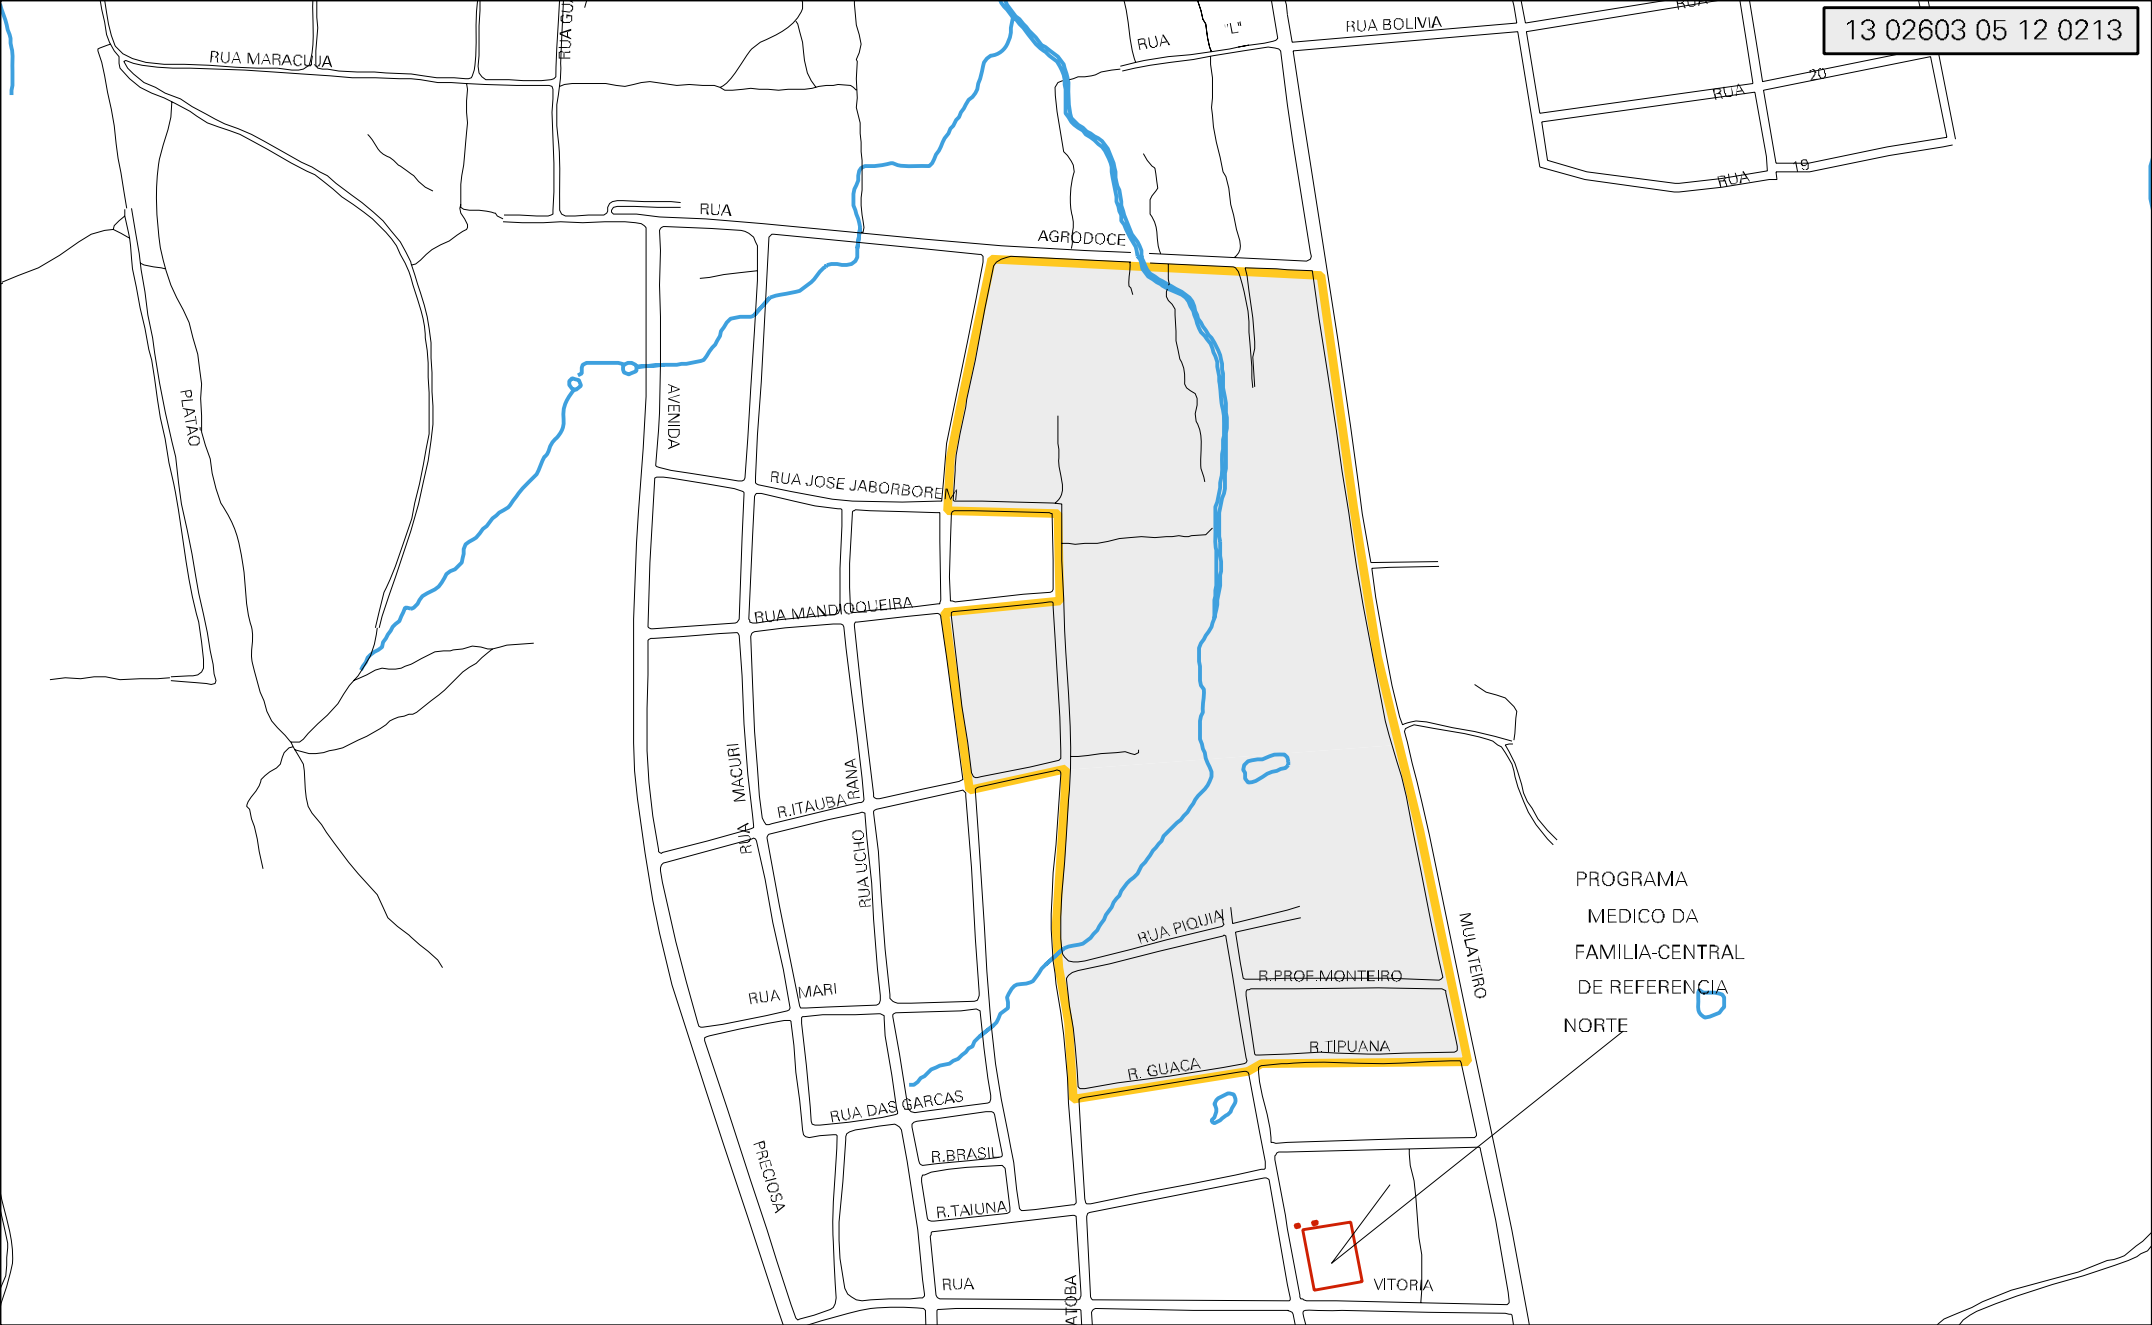 13 02603 05 12 0213
RUA MARACUJA
RUA GU
RUA "L"
RUA BOLIVIA
RUA
RUA 20
RUA 19
RUA AGRODOCE
PLATÃO
AVENIDA
RUA JOSE JABORBOREM
RUA MANDIOQUEIRA
RUA MACURI
R.ITAUBA
RUA UCHO
RANA
RUA MARI
RUA PIQUIA
R.PROF.MONTEIRO
R.TIPUANA
R. GUACA
MULATEIRO
PROGRAMA
MEDICO DA
FAMILIA-CENTRAL
DE REFERENCIA
NORTE
RUA DAS GARCAS
R.BRASIL
R.TAIUNA
PRECIOSA
RUA VITORIA
ATOBA